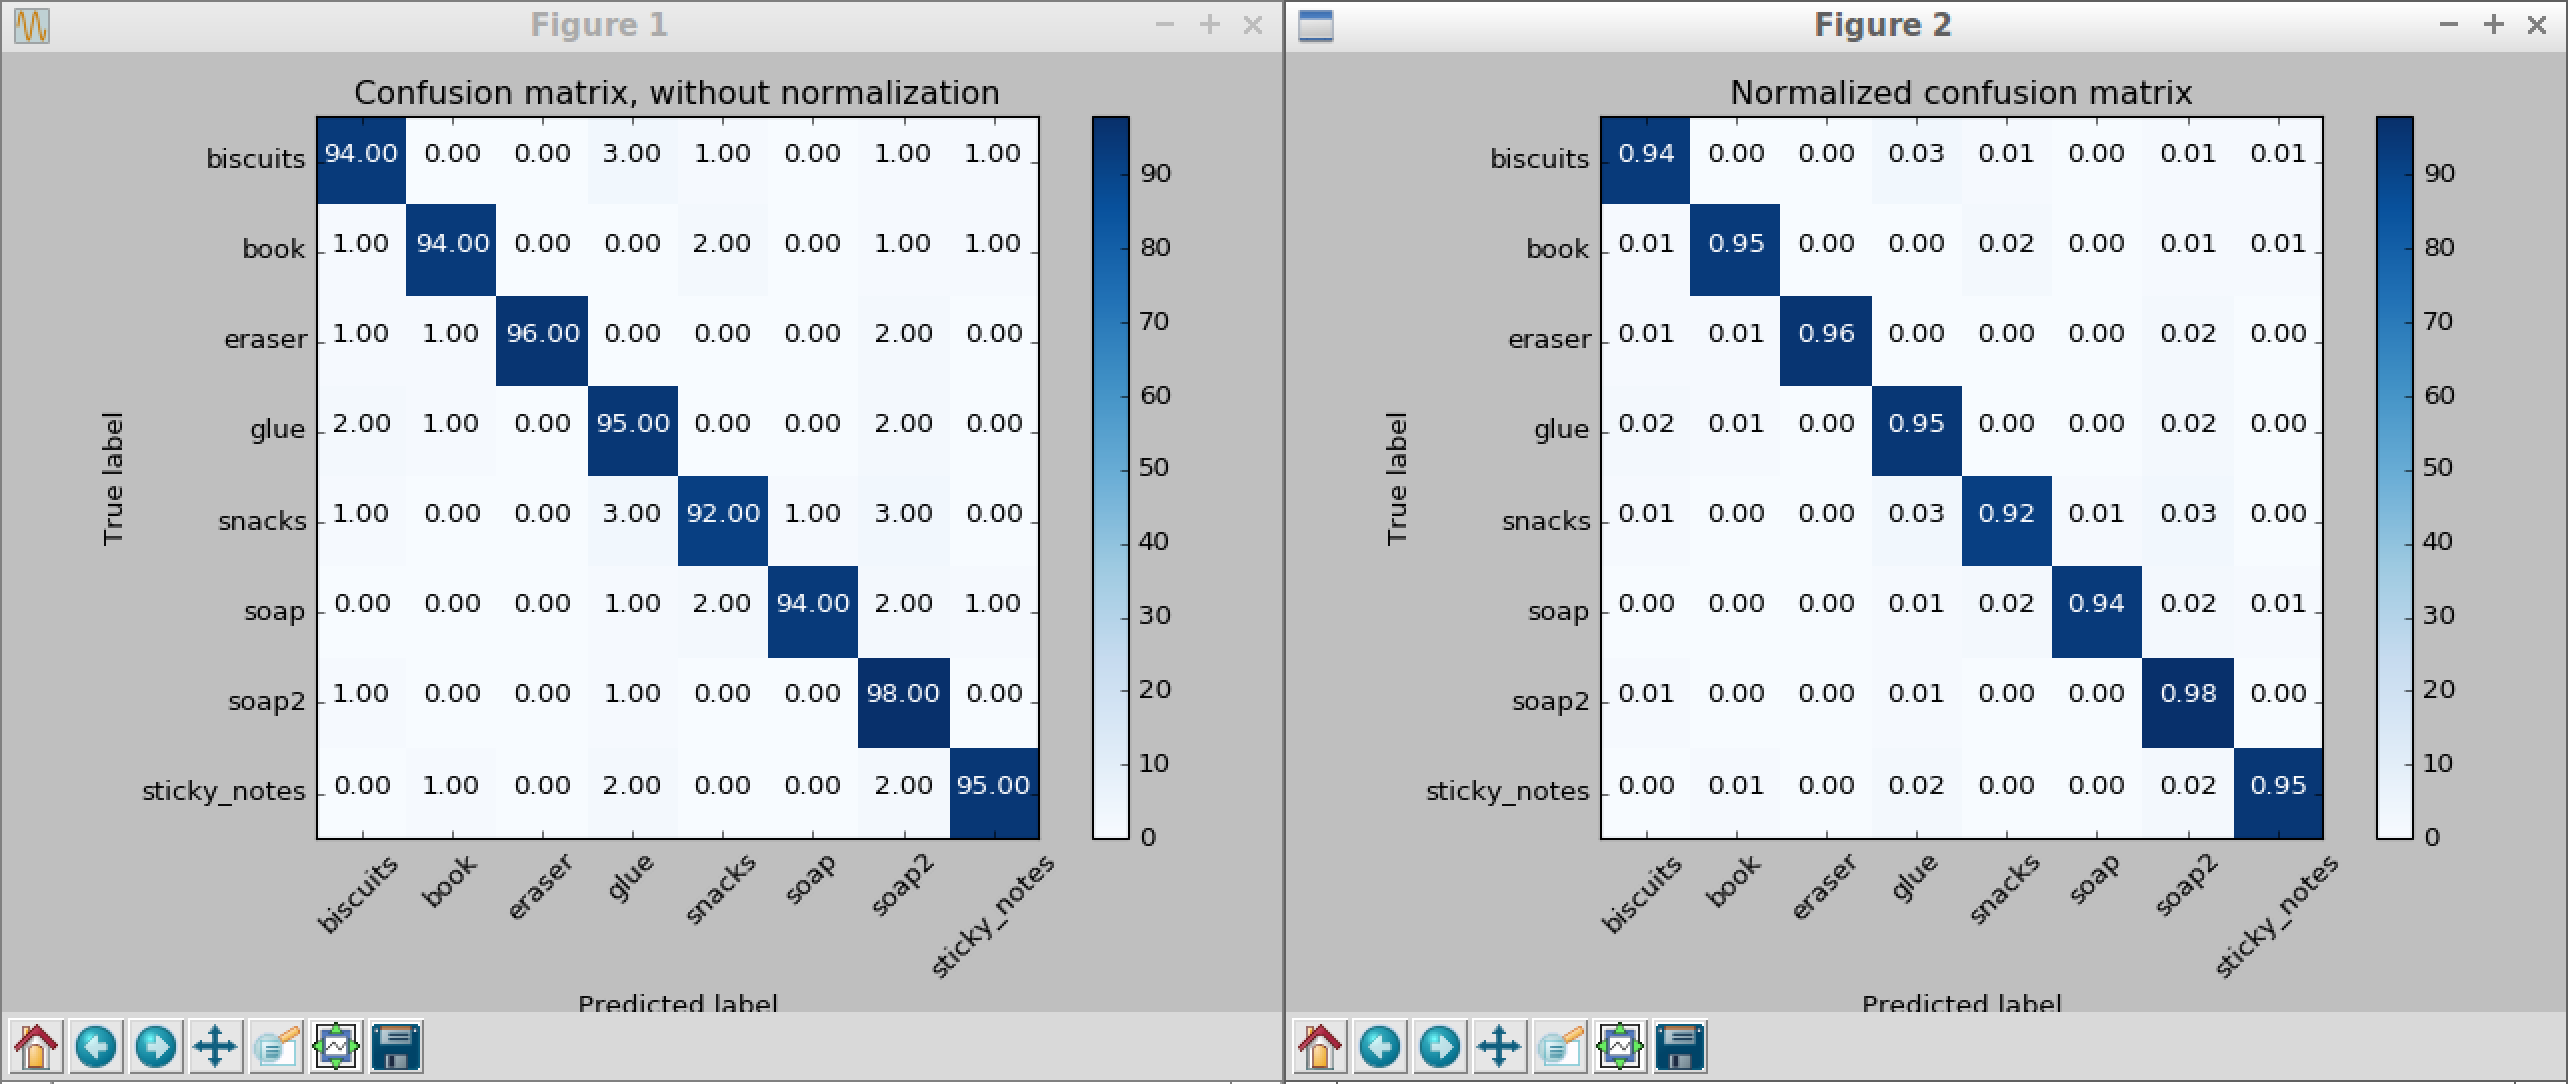 Figure 1
Confusion matrix, without normalization
biscuits 94.00 0.00 0.00 3.00 1.00 0.00 1.00 1.00
book 1.00 94.00 0.00 0.00 2.00 0.00 1.00 1.00
eraser 1.00 1.00 96.00 0.00 0.00 0.00 2.00 0.00
glue 2.00 1.00 0.00 95.00 0.00 0.00 2.00 0.00
snacks 1.00 0.00 0.00 3.00 92.00 1.00 3.00 0.00
soap 0.00 0.00 0.00 1.00 2.00 94.00 2.00 1.00
soap2 1.00 0.00 0.00 1.00 0.00 0.00 98.00 0.00
sticky_notes 0.00 1.00 0.00 2.00 0.00 0.00 2.00 95.00
True label
biscuits book eraser glue snacks soap soap2 sticky_notes
Predicted label
90
80
70
60
50
40
30
20
10
0
Figure 2
Normalized confusion matrix
biscuits 0.94 0.00 0.00 0.03 0.01 0.00 0.01 0.01
book 0.01 0.95 0.00 0.00 0.02 0.00 0.01 0.01
eraser 0.01 0.01 0.96 0.00 0.00 0.00 0.02 0.00
glue 0.02 0.01 0.00 0.95 0.00 0.00 0.02 0.00
snacks 0.01 0.00 0.00 0.03 0.92 0.01 0.03 0.00
soap 0.00 0.00 0.00 0.01 0.02 0.94 0.02 0.01
soap2 0.01 0.00 0.00 0.01 0.00 0.00 0.98 0.00
sticky_notes 0.00 0.01 0.00 0.02 0.00 0.00 0.02 0.95
True label
biscuits book eraser glue snacks soap soap2 sticky_notes
Predicted label
90
80
70
60
50
40
30
20
10
0